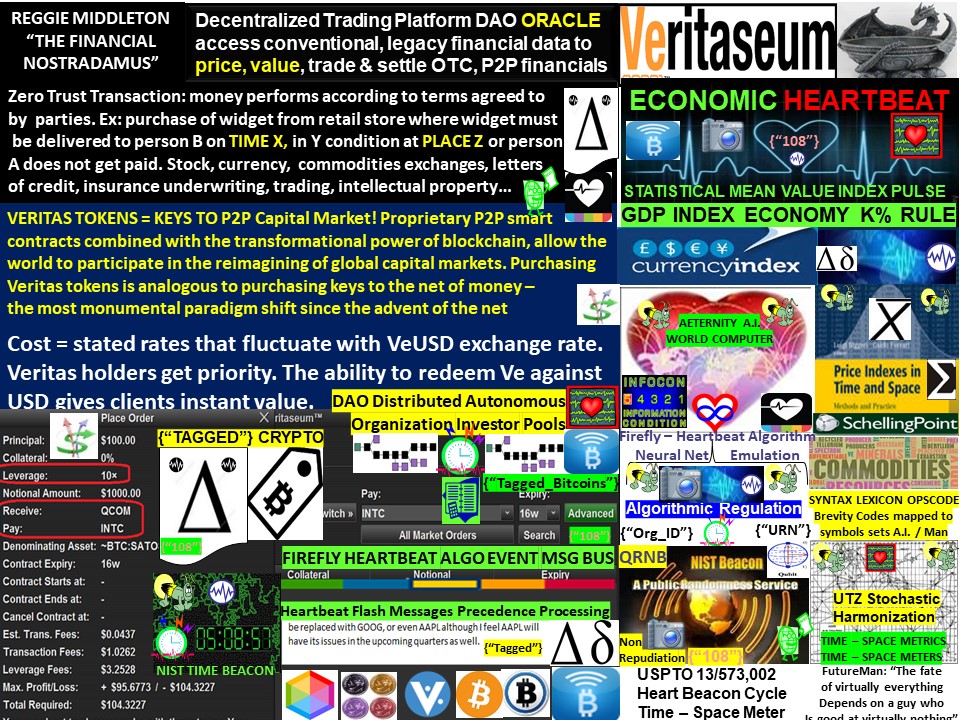 REGGIE MIDDLETON
“THE FINANCIAL
NOSTRADAMUS”
Decentralized Trading Platform DAO ORACLE
access conventional, legacy financial data to
price, value, trade & settle OTC, P2P financials
Veritaseum
Zero Trust Transaction: money performs according to terms agreed to
by parties. Ex: purchase of widget from retail store where widget must
be delivered to person B on TIME X, in Y condition at PLACE Z or person
A does not get paid. Stock, currency, commodities exchanges, letters
of credit, insurance underwriting, trading, intellectual property...
Δ
ECONOMIC HEARTBEAT
{“108”}
STATISTICAL MEAN VALUE INDEX PULSE
GDP INDEX ECONOMY K% RULE
VERITAS TOKENS = KEYS TO P2P Capital Market! Proprietary P2P smart
contracts combined with the transformational power of blockchain, allow the
world to participate in the reimagining of global capital markets. Purchasing
Veritas tokens is analogous to purchasing keys to the net of money –
the most monumental paradigm shift since the advent of the net
Cost = stated rates that fluctuate with VeUSD exchange rate.
Veritas holders get priority. The ability to redeem Ve against
USD gives clients instant value.
£ $ € ¥
currencyindex
Δδ
AETERNITY A.I.
WORLD COMPUTER
INFOCON
5 4 3 2 1
INFORMATION
CONDITION
X
Price Indexes in
Time and Space
Methods and Practice
Σ
SchellingPoint
DAO Distributed Autonomous
Organization Investor Pools
{“Tagged_Bitcoins”}
Place Order
X
ritaseum™
Principal: $100.00
Collateral: 0%
Leverage: 10×
Notional Amount: $1000.00
Receive: QCOM
Pay: INTC
Denominating Asset: ~BTC:SATO
{“108”}
Contract Expiry: 16w
Contract Starts at: -
Contract Ends at: -
Cancel Contract at: -
Est. Trans. Fees: $0.0437
Transaction Fees: $1.0262
Leverage Fees: $3.2528
Max. Profit/Loss: + $95.6773 / - $104.3227
Total Required: $104.3227
{“TAGGED”} CRYPTO
Δ
NIST TIME BEACON
Pay:
Expiry:
witch »
INTC
16w
Advanced
All Market Orders
Search
{“108”}
FIREFLY HEARTBEAT ALGO EVENT MSG BUS
Collateral
Notional
Expiry
Heartbeat Flash Messages Precedence Processing
be replaced with GOOG, or even AAPL although I feel AAPL will
have its issues in the upcoming quarters as well.
{“Tagged”}
Δδ
Firefly – Heartbeat Algorithm
Neural Net Emulation
Algorithmic Regulation
{“Org_ID”}
{“URN”}
QRNB
NIST Beacon
A Public Randomness Service
Qubit
Non
Repudiation
{“108”}
USPTO 13/573,002
Heart Beacon Cycle
Time – Space Meter
COMMODITIES
SYNTAX LEXICON OPSCODE
Brevity Codes mapped to
symbols sets A.I. / Man
UTZ Stochastic
Harmonization
TIME – SPACE METRICS
TIME – SPACE METERS
FutureMan: “The fate
of virtually everything
Depends on a guy who
is good at virtually nothing”